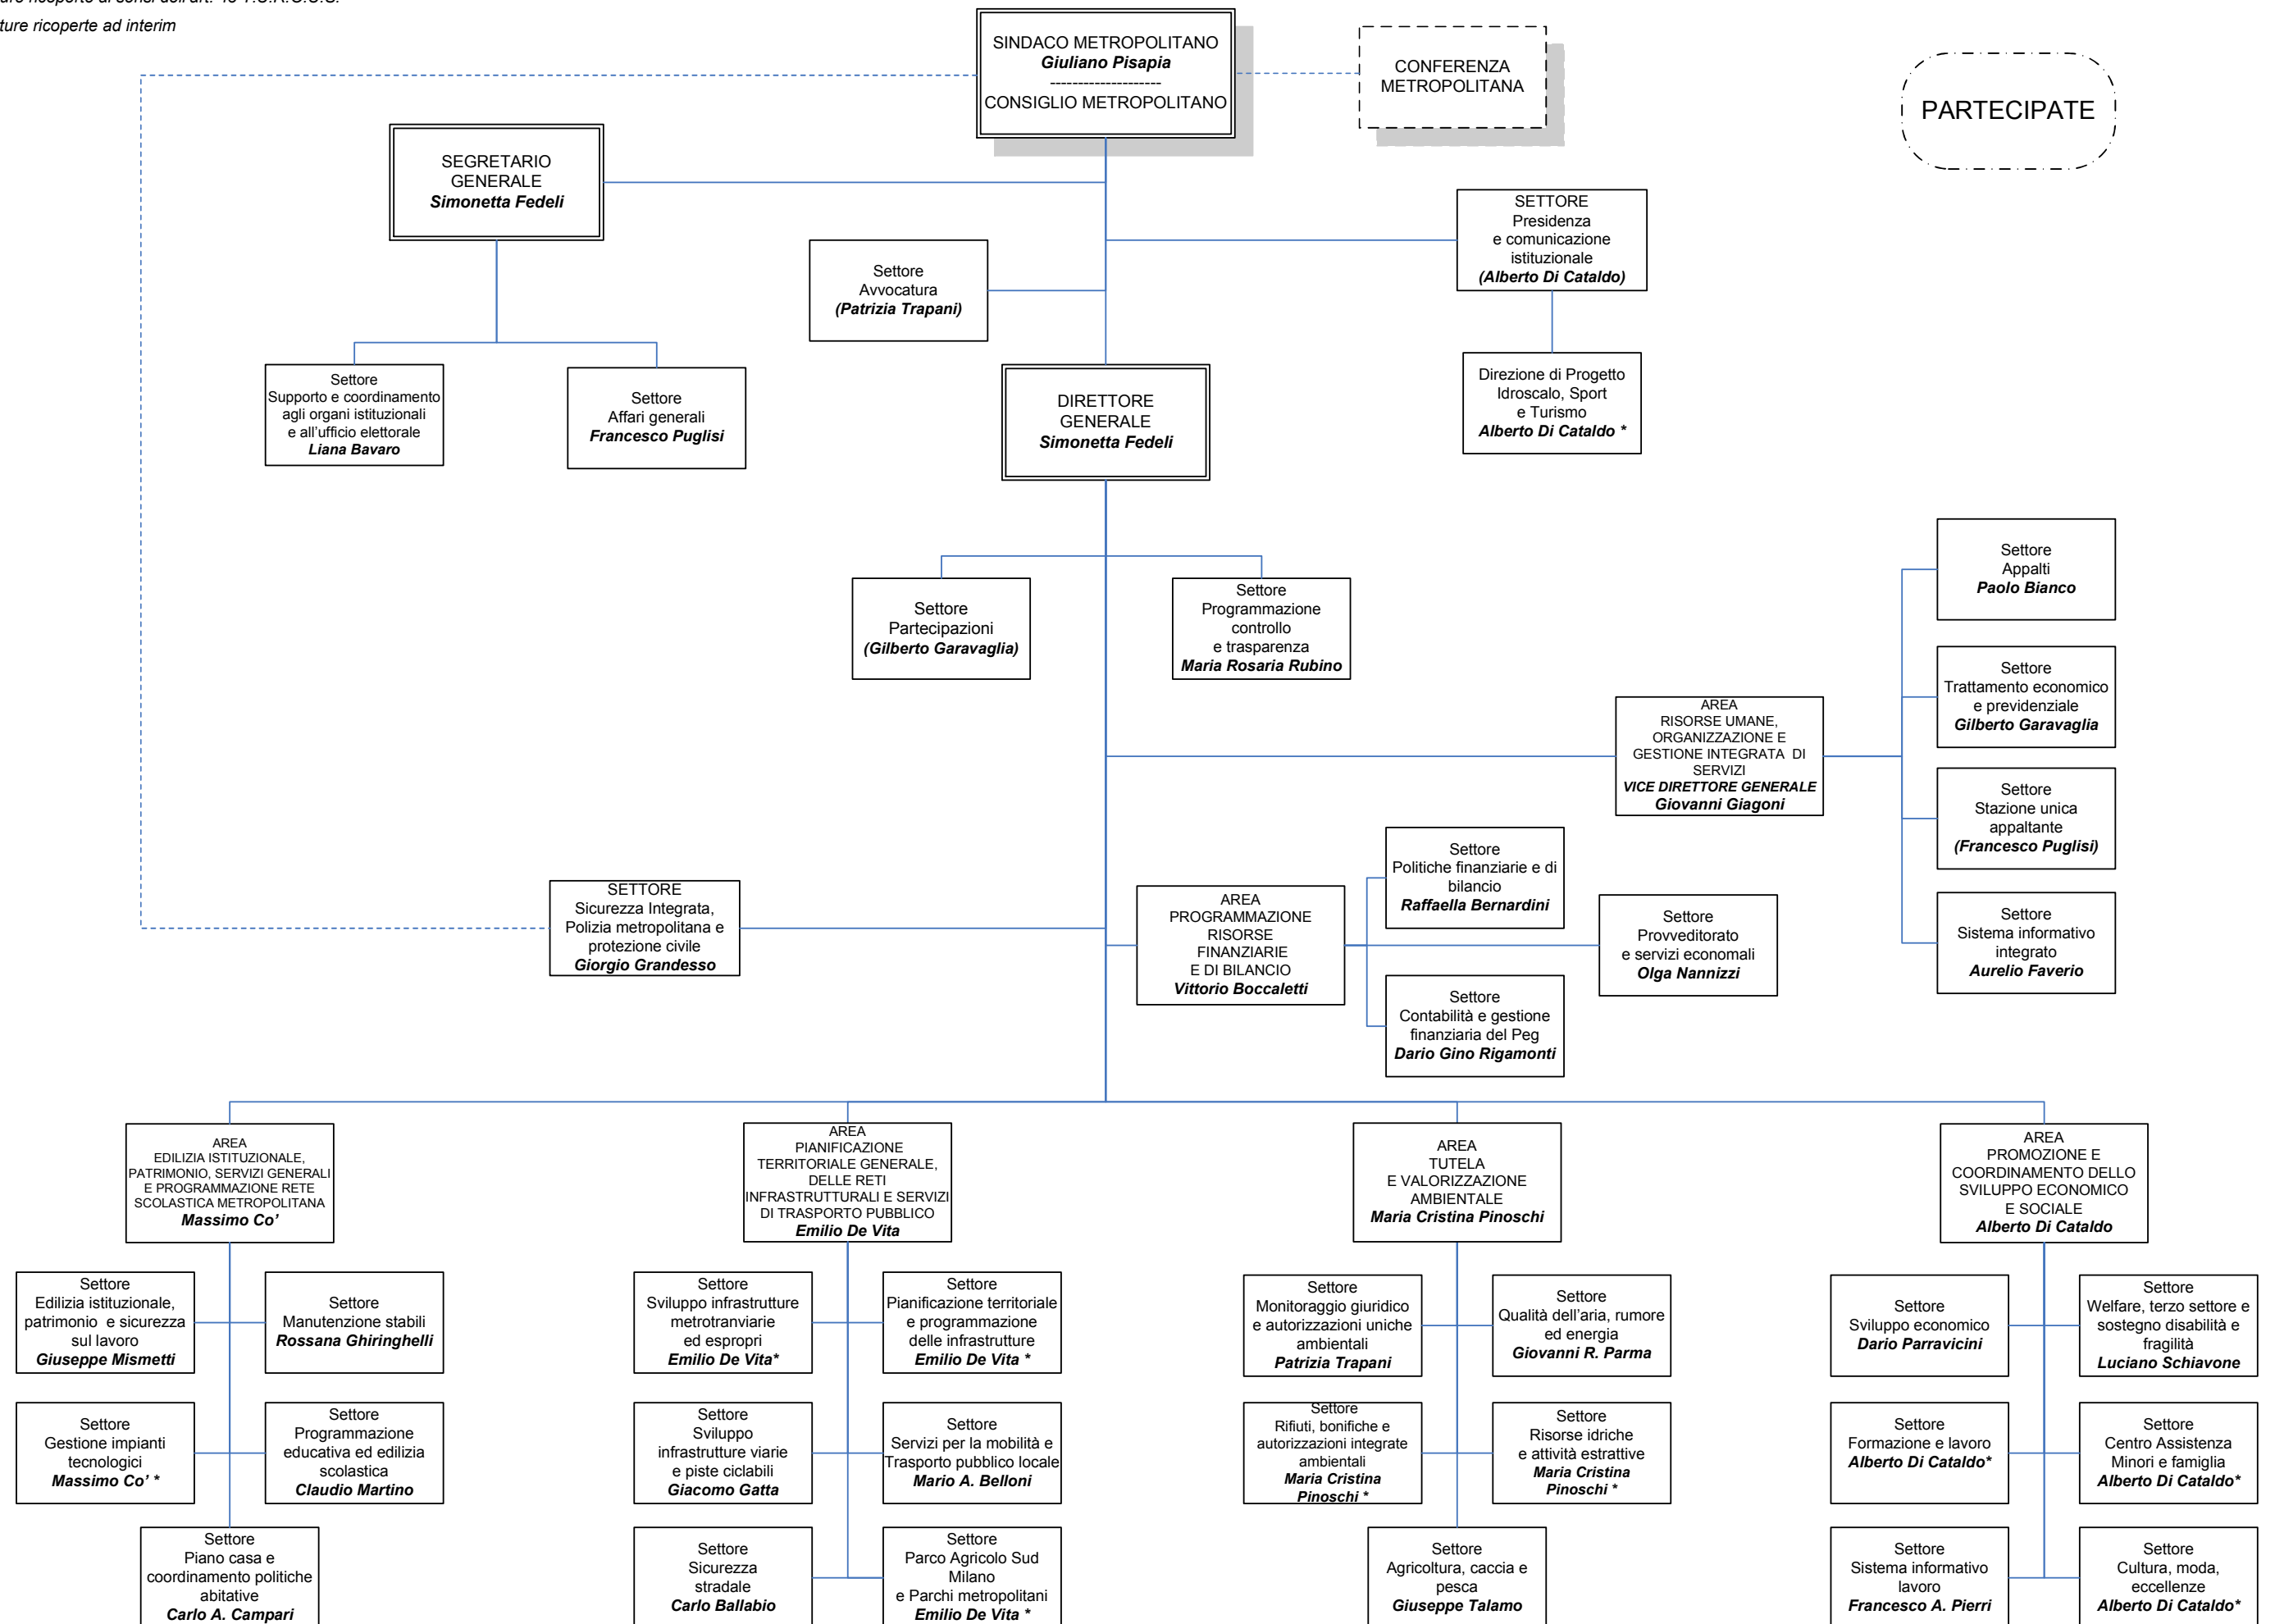 ture ricoperte ad interim
SINDACO METROPOLITANO
Giuliano Pisapia
--------------------
CONSIGLIO METROPOLITANO
CONFERENZA
METROPOLITANA
PARTECIPATE
SEGRETARIO
GENERALE
Simonetta Fedeli
SETTORE
Presidenza
e comunicazione
istituzionale
(Alberto Di Cataldo)
Settore
Avvocatura
(Patrizia Trapani)
Settore
Supporto e coordinamento
agli organi istituzionali
e all'ufficio elettorale
Liana Bavaro
Settore
Affari generali
Francesco Puglisi
DIRETTORE
GENERALE
Simonetta Fedeli
Direzione di Progetto
Idroscalo, Sport
e Turismo
Alberto Di Cataldo *
Settore
Partecipazioni
(Gilberto Garavaglia)
Settore
Programmazione
controllo
e trasparenza
Maria Rosaria Rubino
Settore
Appalti
Paolo Bianco
Settore
Trattamento economico
e previdenziale
Gilberto Garavaglia
AREA
RISORSE UMANE,
ORGANIZZAZIONE E
GESTIONE INTEGRATA DI
SERVIZI
VICE DIRETTORE GENERALE
Giovanni Giagoni
Settore
Stazione unica
appaltante
(Francesco Puglisi)
Settore
Sistema informativo
integrato
Aurelio Faverio
SETTORE
Sicurezza Integrata,
Polizia metropolitana e
protezione civile
Giorgio Grandesso
AREA
PROGRAMMAZIONE
RISORSE
FINANZIARIE
E DI BILANCIO
Vittorio Boccaletti
Settore
Politiche finanziarie e di
bilancio
Raffaella Bernardini
Settore
Provveditorato
e servizi economali
Olga Nannizzi
Settore
Contabilità e gestione
finanziaria del Peg
Dario Gino Rigamonti
AREA
EDILIZIA ISTITUZIONALE,
PATRIMONIO, SERVIZI GENERALI
E PROGRAMMAZIONE RETE
SCOLASTICA METROPOLITANA
Massimo Co'
AREA
PIANIFICAZIONE
TERRITORIALE GENERALE,
DELLE RETI
INFRASTRUTTURALI E SERVIZI
DI TRASPORTO PUBBLICO
Emilio De Vita
AREA
TUTELA
E VALORIZZAZIONE
AMBIENTALE
Maria Cristina Pinoschi
AREA
PROMOZIONE E
COORDINAMENTO DELLO
SVILUPPO ECONOMICO
E SOCIALE
Alberto Di Cataldo
Settore
Edilizia istituzionale,
patrimonio e sicurezza
sul lavoro
Giuseppe Mismetti
Settore
Manutenzione stabili
Rossana Ghiringhelli
Settore
Gestione impianti
tecnologici
Massimo Co' *
Settore
Programmazione
educativa ed edilizia
scolastica
Claudio Martino
Settore
Piano casa e
coordinamento politiche
abitative
Carlo A. Campari
Settore
Sviluppo infrastrutture
metrotranviarie
ed espropri
Emilio De Vita*
Settore
Pianificazione territoriale
e programmazione
delle infrastrutture
Emilio De Vita *
Settore
Sviluppo
infrastrutture viarie
e piste ciclabili
Giacomo Gatta
Settore
Servizi per la mobilità e
Trasporto pubblico locale
Mario A. Belloni
Settore
Sicurezza
stradale
Carlo Ballabio
Settore
Parco Agricolo Sud
Milano
e Parchi metropolitani
Emilio De Vita *
Settore
Monitoraggio giuridico
e autorizzazioni uniche
ambientali
Patrizia Trapani
Settore
Qualità dell'aria, rumore
ed energia
Giovanni R. Parma
Settore
Rifiuti, bonifiche e
autorizzazioni integrate
ambientali
Maria Cristina
Pinoschi *
Settore
Risorse idriche
e attività estrattive
Maria Cristina
Pinoschi *
Settore
Agricoltura, caccia e
pesca
Giuseppe Talamo
Settore
Sviluppo economico
Dario Parravicini
Settore
Welfare, terzo settore e
sostegno disabilità e
fragilità
Luciano Schiavone
Settore
Formazione e lavoro
Alberto Di Cataldo*
Settore
Centro Assistenza
Minori e famiglia
Alberto Di Cataldo*
Settore
Sistema informativo
lavoro
Francesco A. Pierri
Settore
Cultura, moda,
eccellenze
Alberto Di Cataldo*